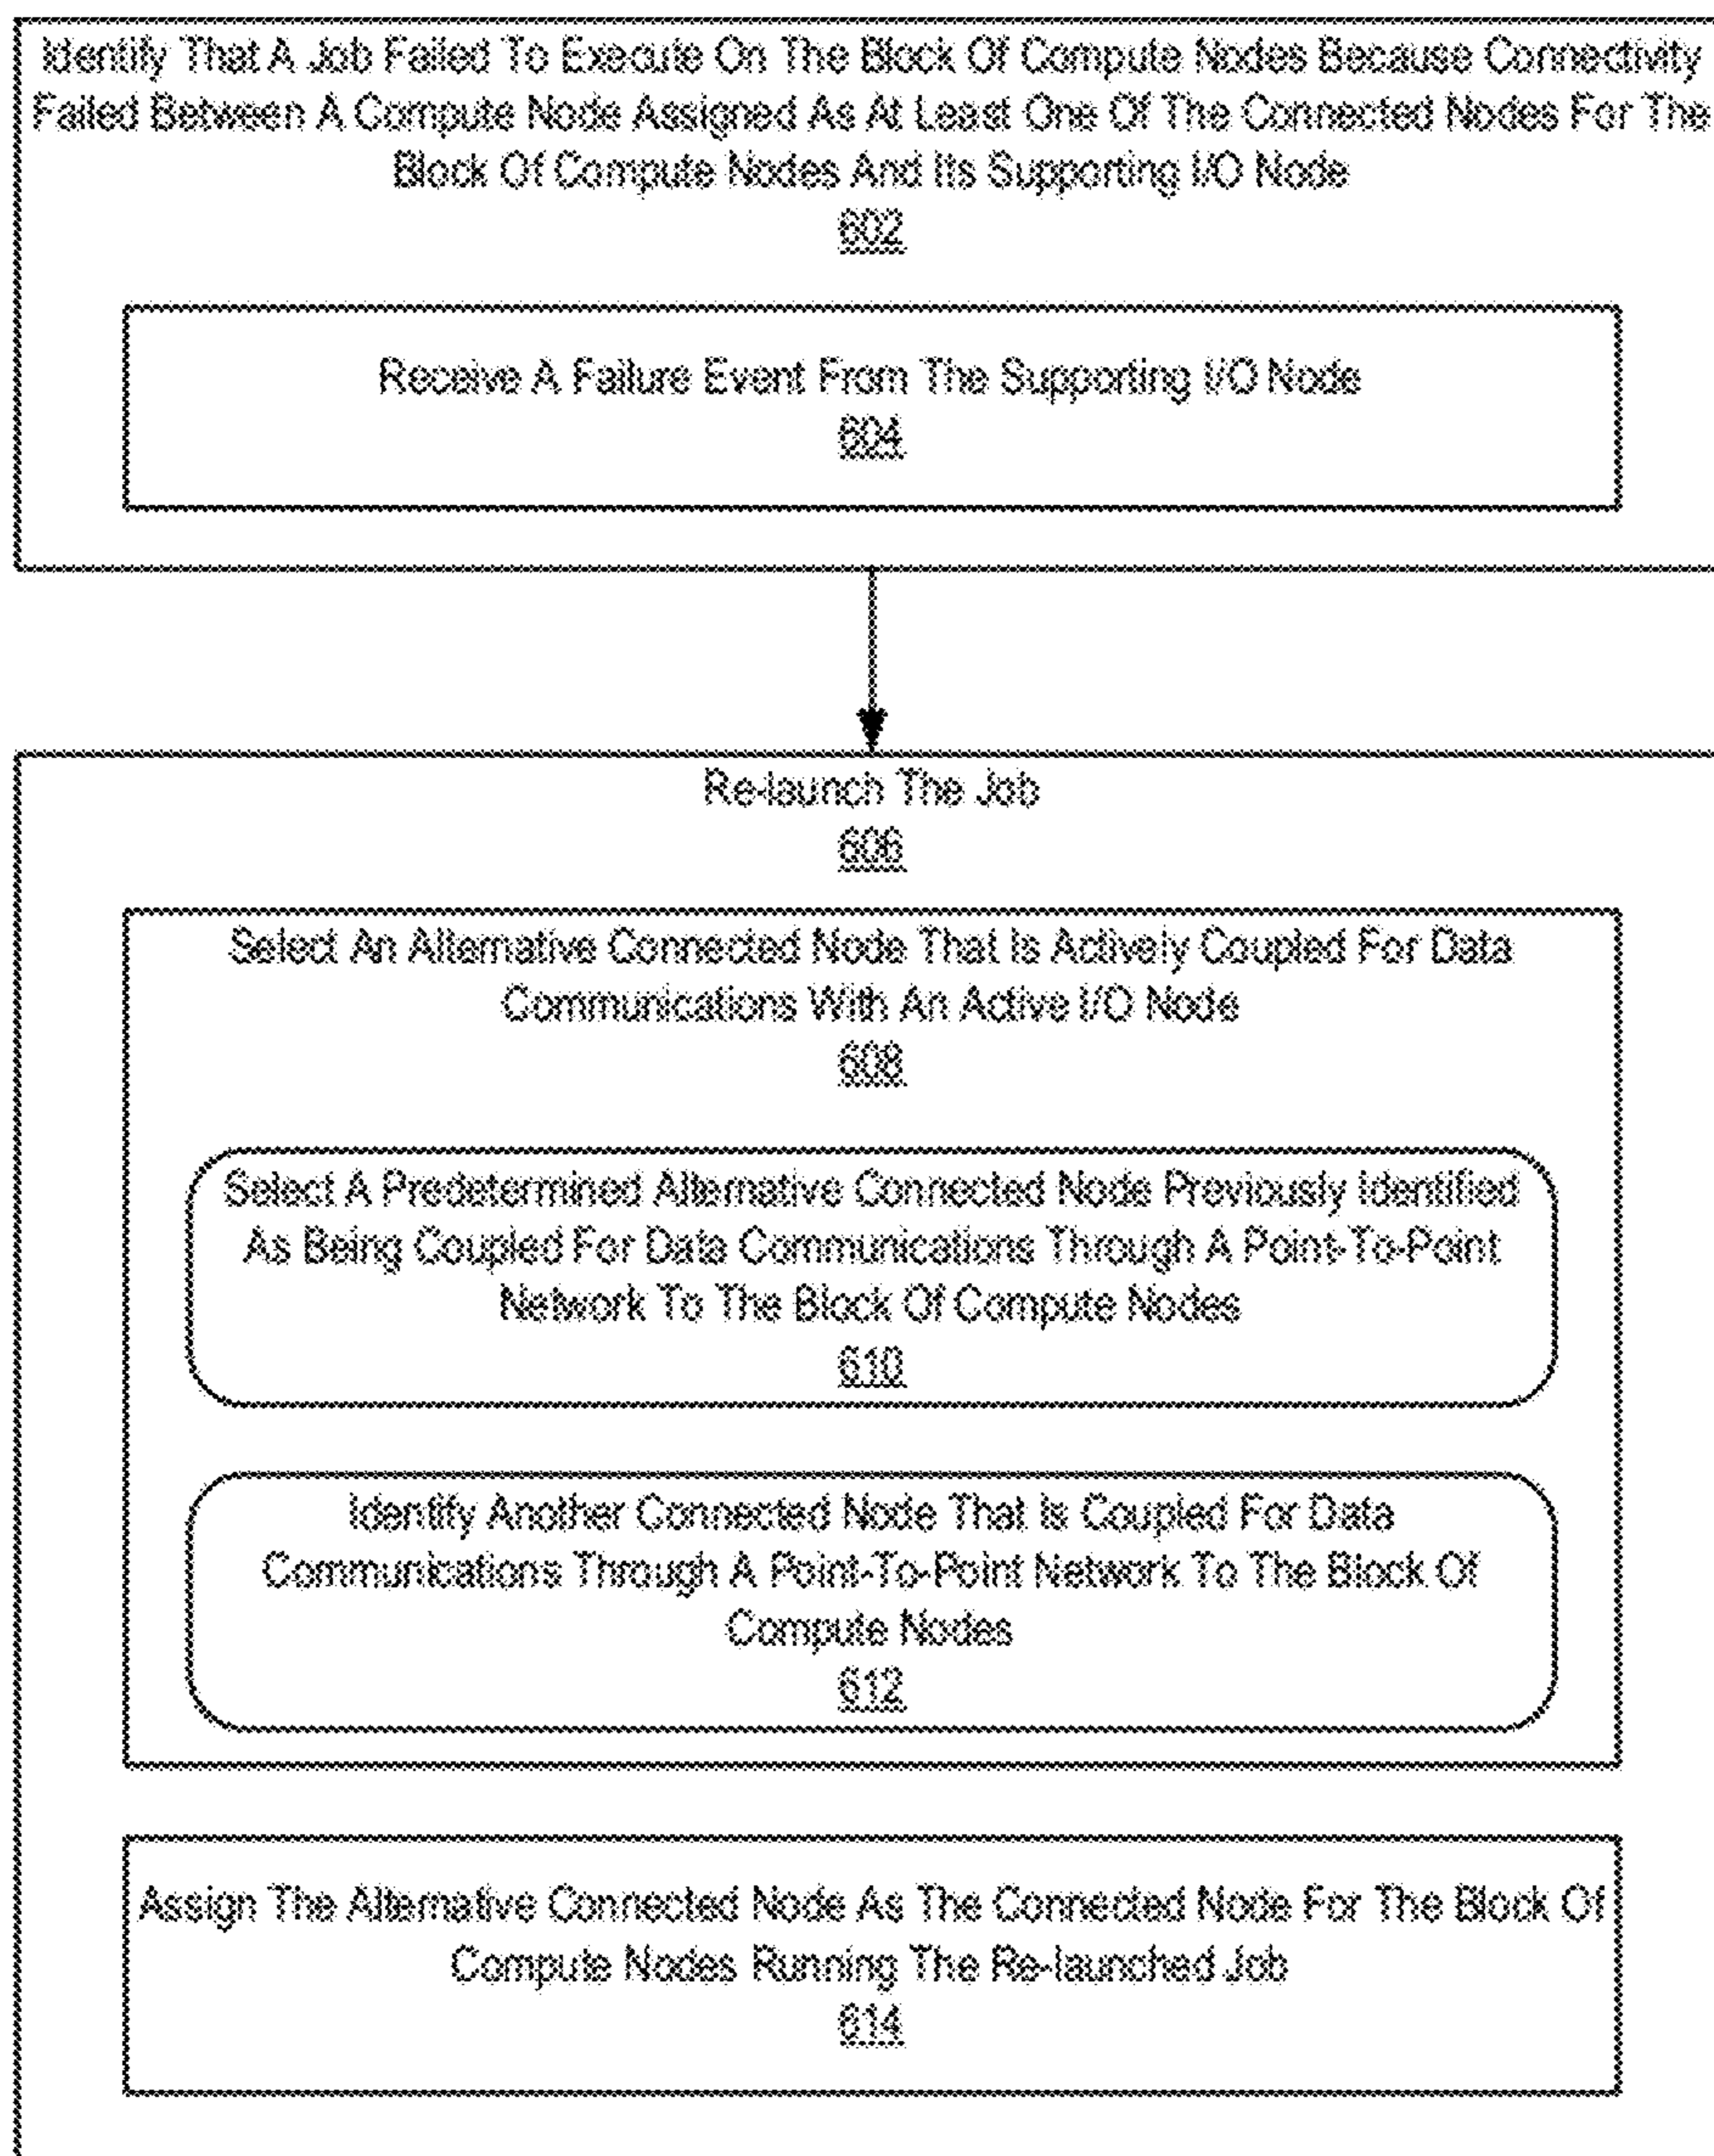 Identify That A Job Failed To Execute On The Block Of Compute Nodes Because Connectivity
Failed Between A Compute Node Assigned As At Least One Of The Connected Nodes For The
Block Of Compute Nodes And Its Supporting I/O Node
602
Receive A Failure Event From The Supporting I/O Node
604
Re-launch The Job
606
Select An Alternative Connected Node That Is Actively Coupled For Data
Communications With An Active I/O Node
608
Select A Predetermined Alternative Connected Node Previously Identified
As Being Coupled For Data Communications Through A Point-To-Point
Network To The Block Of Compute Nodes
610
Identify Another Connected Node That Is Coupled For Data
Communications Through A Point-To-Point Network To The Block Of
Compute Nodes
612
Assign The Alternative Connected Node As The Connected Node For The Block Of
Compute Nodes Running The Re-launched Job
614